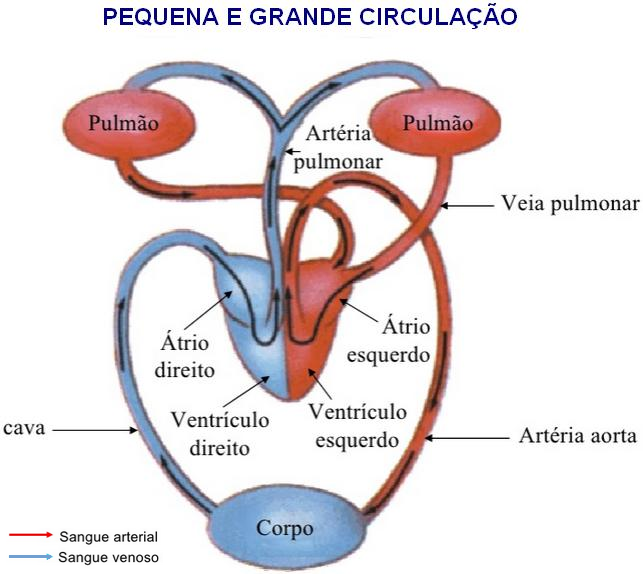 PEQUENA E GRANDE CIRCULAÇÃO
Pulmão
Pulmão
Artéria
pulmonar
Veia pulmonar
Átrio
direito
Átrio
esquerdo
Ventrículo
direito
Ventrículo
esquerdo
cava
Artéria aorta
Corpo
Sangue arterial
Sangue venoso